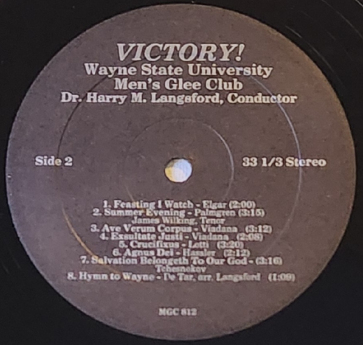 VICTORY!
Wayne State University
Men's Glee Club
Dr. Harry M. Langsford, Conductor
Side 2
33 1/3 Stereo
1. Feasting I Watch - Elgar (2:00)
2. Summer Evening - Palmgren (3:15)
James Wilking, Tenor
3. Ave Verum Corpus - Viadana (3:12)
4. Exsultate Justi - Viadana (2:08)
5. Crucifixus - Lotti (3:20)
6. Agnus Dei - Hassler (2:12)
7. Salvation Belongeth To Our God - (3:16)
Tchesnokov
8. Hymn to Wayne - De Tar, arr. Langsford (1:09)
MGC 812